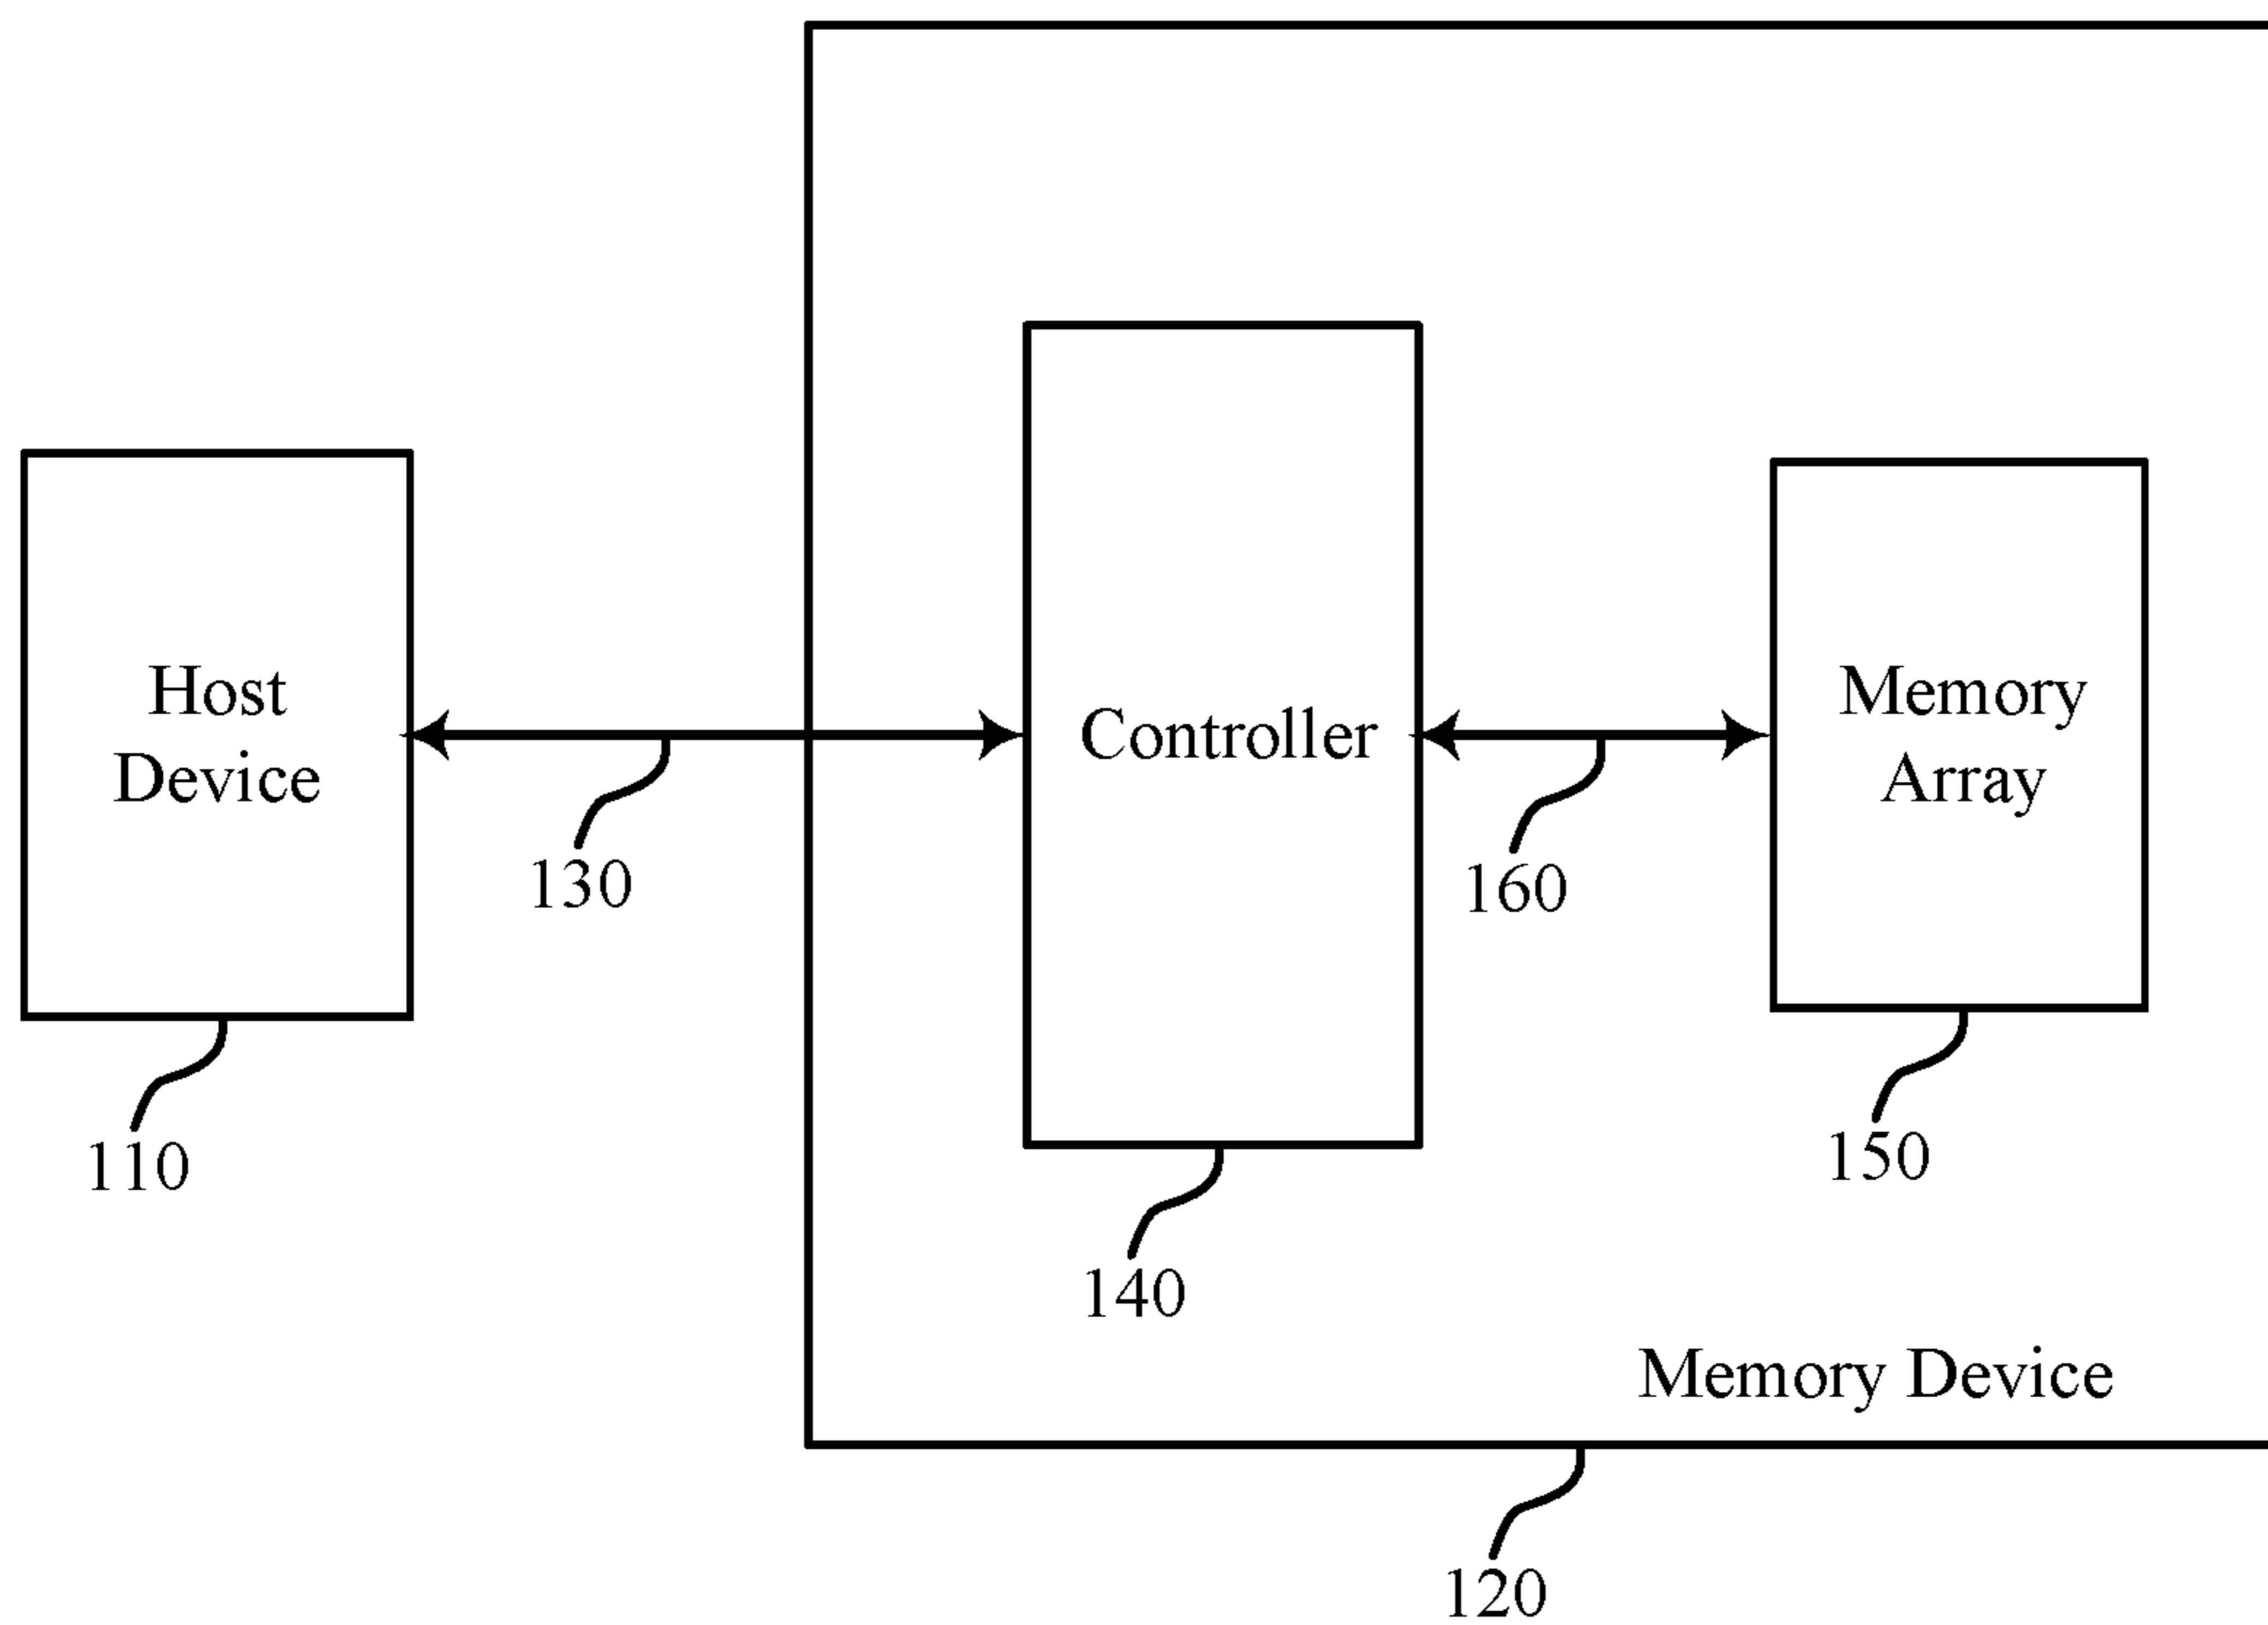 Host
Device
110
130
Controller
140
160
Memory
Array
150
Memory Device
120